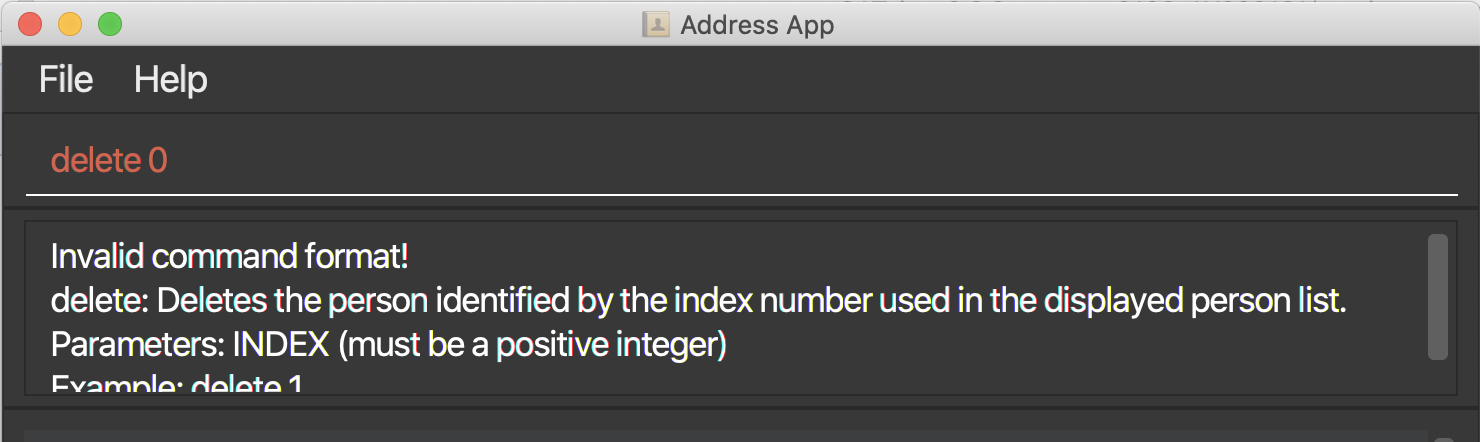 Address App
File Help
delete 0
Invalid command format!
delete: Deletes the person identified by the index number used in the displayed person list.
Parameters: INDEX (must be a positive integer)
Example: delete 1